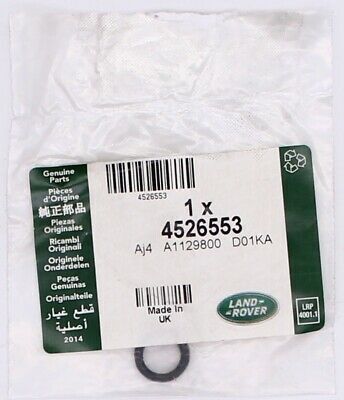 Genuine
Parts
Pièces
d'Origine
純正部品
Piezas
Originales
Ricambi
Originali
Originele
Onderdelen
Peças
Genuinas
Originalteile
قطع غيار
أصلية
2014
4526553
1 x
4526553
Aj4 A1129800 D01KA
Made In
UK
LAND-
-ROVER
LRP
4001.1